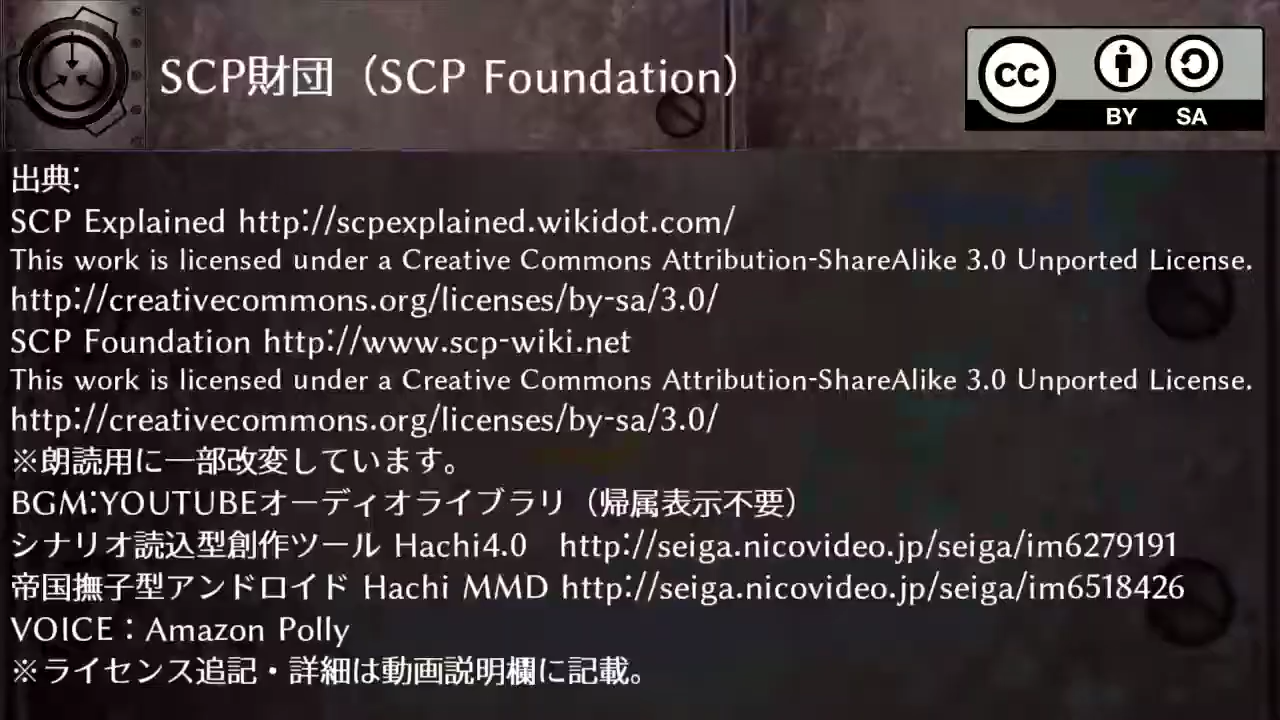 SCP財団（SCP Foundation）
cc BY SA
出典:
SCP Explained http://scpexplained.wikidot.com/
This work is licensed under a Creative Commons Attribution-ShareAlike 3.0 Unported License.
http://creativecommons.org/licenses/by-sa/3.0/
SCP Foundation http://www.scp-wiki.net
This work is licensed under a Creative Commons Attribution-ShareAlike 3.0 Unported License.
http://creativecommons.org/licenses/by-sa/3.0/
※朗読用に一部改変しています。
BGM:YOUTUBEオーディオライブラリ（帰属表示不要）
シナリオ読込型創作ツール Hachi4.0　http://seiga.nicovideo.jp/seiga/im6279191
帝国撫子型アンドロイド Hachi MMD http://seiga.nicovideo.jp/seiga/im6518426
VOICE：Amazon Polly
※ライセンス追記・詳細は動画説明欄に記載。